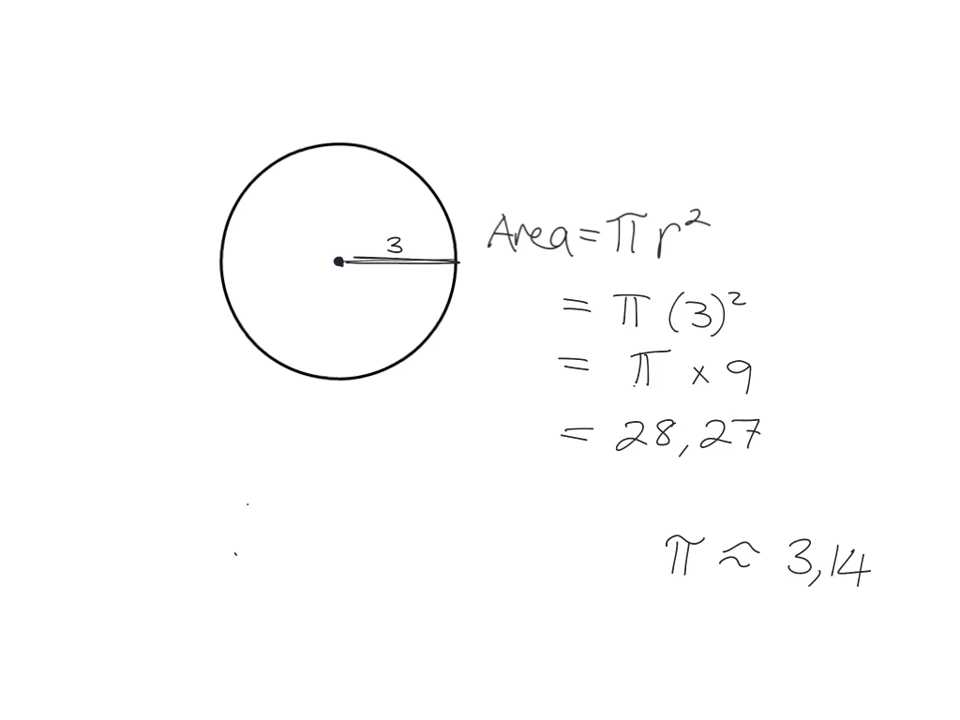 3
Area = π r²
= π (3)²
= π × 9
= 28,27
π ≈ 3,14